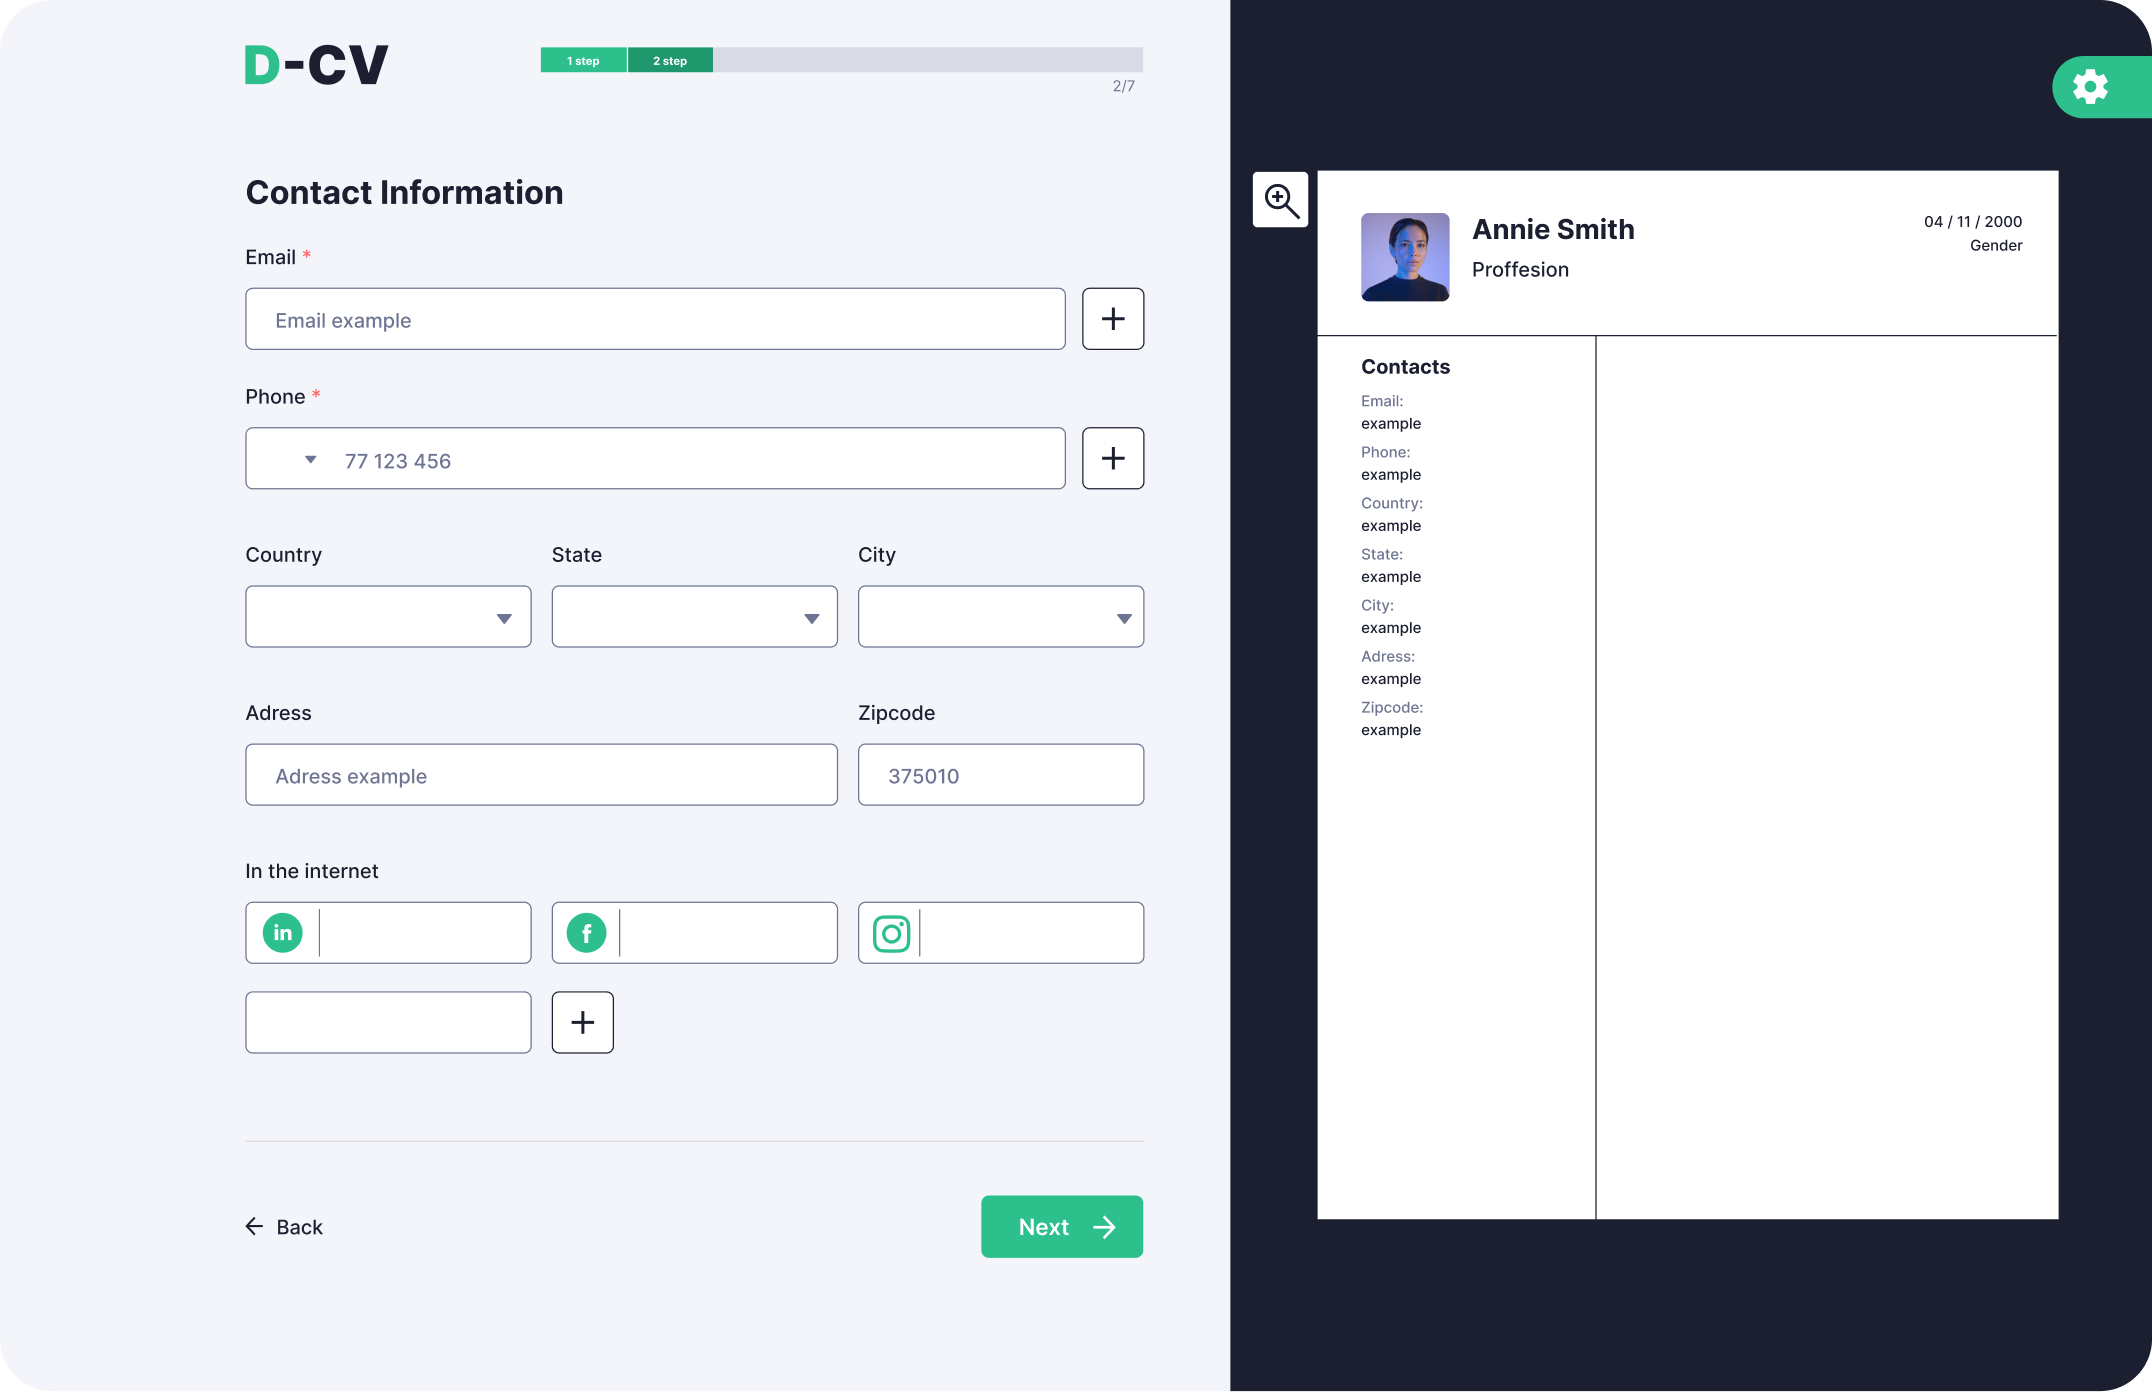 D-CV
1 step
2 step
2/7
Contact Information
Email *
Email example
Phone *
77 123 456
Country
State
City
Adress
Zipcode
Adress example
375010
In the internet
in
f
Back
Next
Annie Smith
Proffesion
04 / 11 / 2000
Gender
Contacts
Email:
example
Phone:
example
Country:
example
State:
example
City:
example
Adress:
example
Zipcode:
example